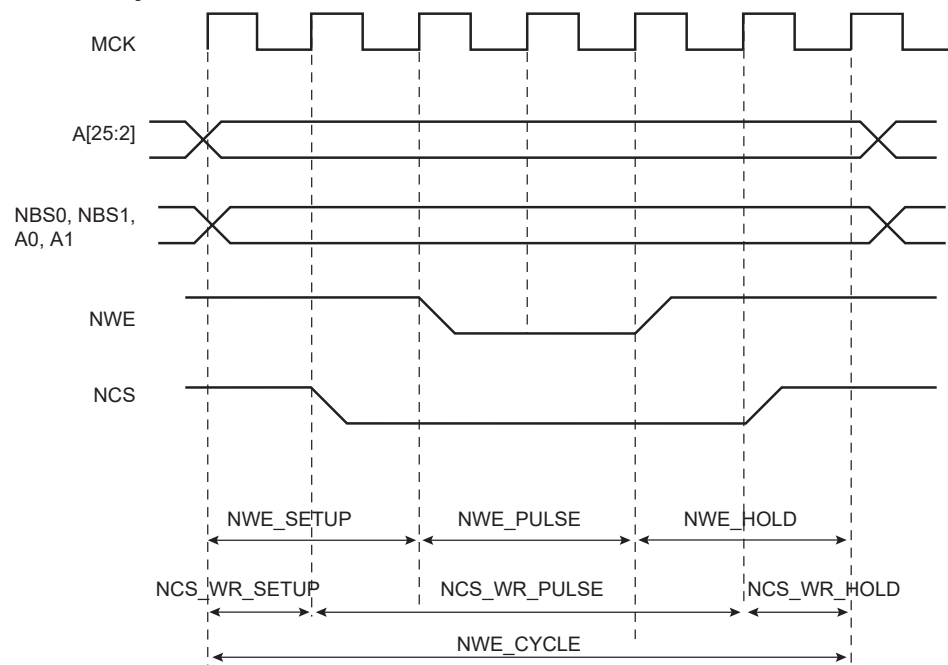 MCK
A[25:2]
NBS0, NBS1,
A0, A1
NWE
NCS
NWE_SETUP NWE_PULSE NWE_HOLD
NCS_WR_SETUP NCS_WR_PULSE NCS_WR_HOLD
NWE_CYCLE